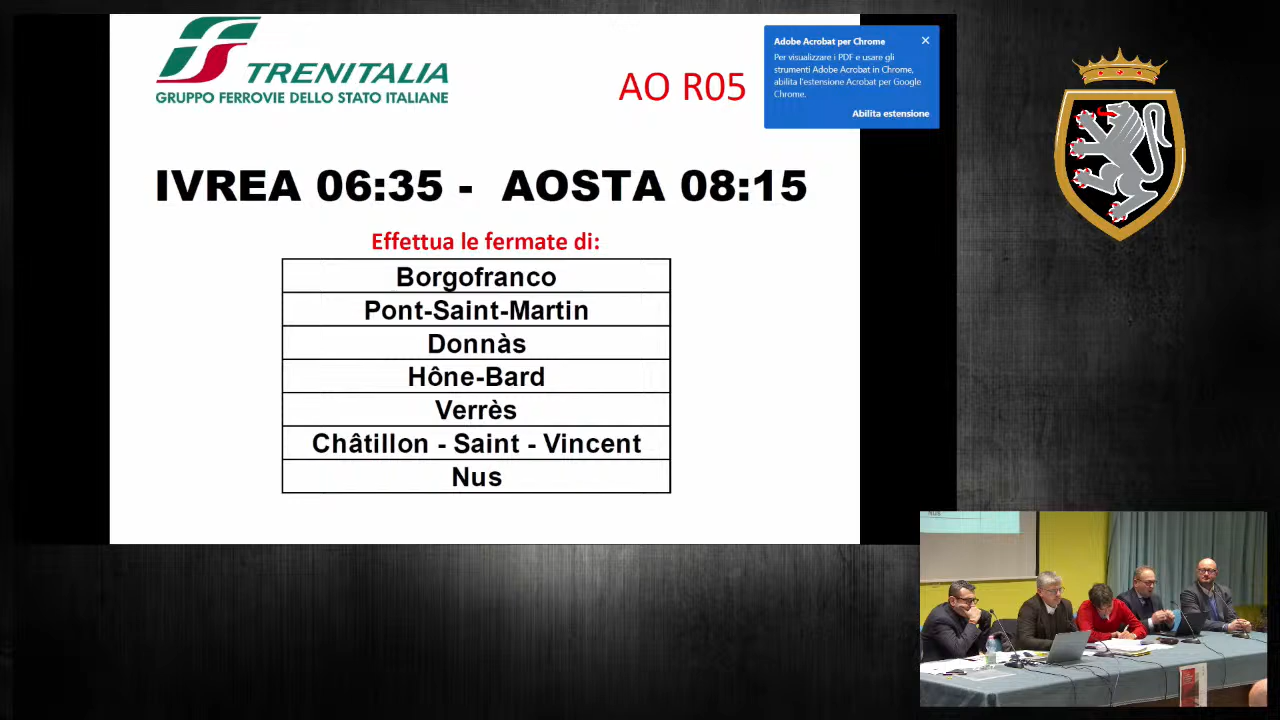 TRENITALIA
GRUPPO FERROVIE DELLO STATO ITALIANE
AO R05
Adobe Acrobat per Chrome
Per visualizzare i PDF e usare gli
strumenti Adobe Acrobat in Chrome,
abilita l'estensione Acrobat per Google
Chrome.
Abilita estensione
IVREA 06:35 - AOSTA 08:15
Effettua le fermate di:
Borgofranco
Pont-Saint-Martin
Donnàs
Hône-Bard
Verrès
Châtillon - Saint - Vincent
Nus